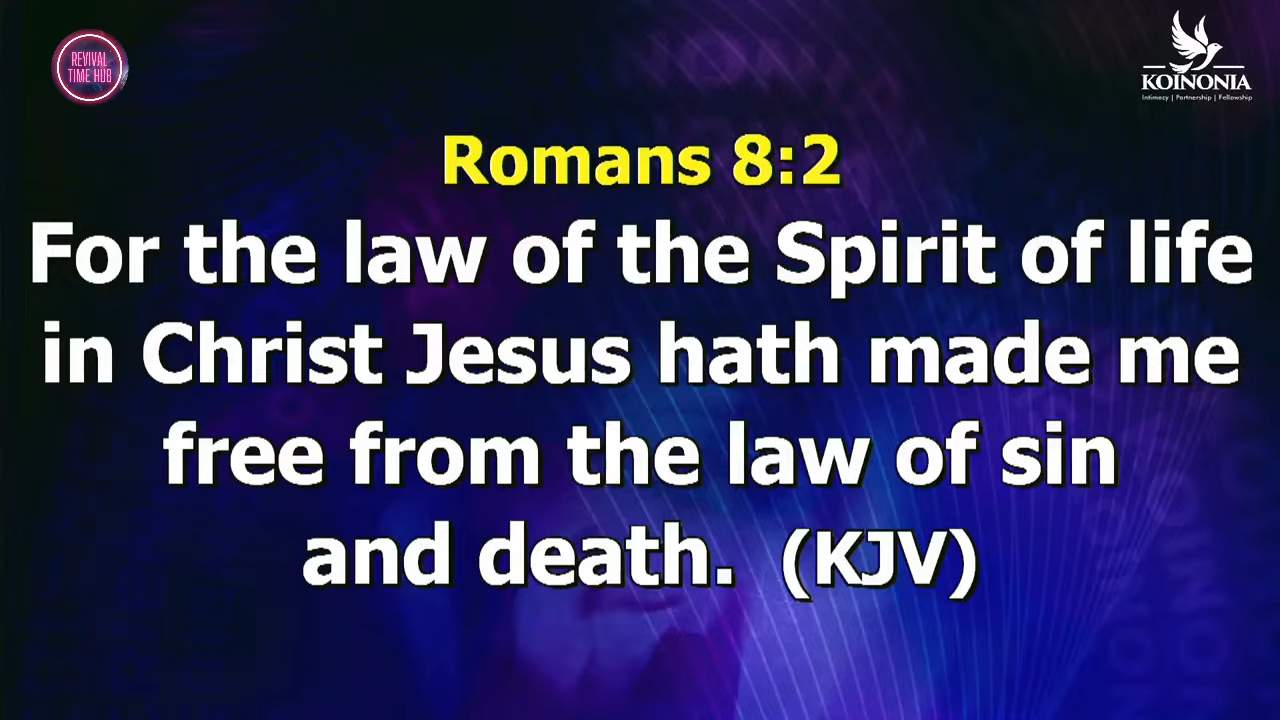 REVIVAL
TIME HUB
KOINONIA
Intimacy | Partnership | Fellowship
Romans 8:2
For the law of the Spirit of life
in Christ Jesus hath made me
free from the law of sin
and death. (KJV)